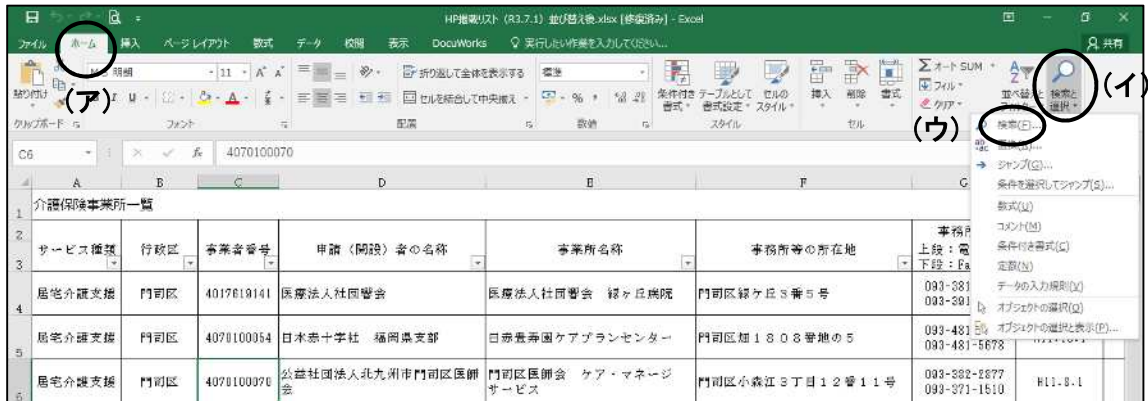 HP掲載リスト（R3.7.1）並び替え後.xlsx [修復済み] - Excel
ファイル ホーム 挿入 ページ レイアウト 数式 データ 校閲 表示 DocuWorks 実行したい作業を入力してください... 共有
明朝 11 A A 折り返して全体を表示する 標準 Σ オート SUM
貼り付け (ア) I U A セルを結合して中央揃え % 条件付き書式 テーブルとして書式設定 セルのスタイル 挿入 削除 書式 フィル クリア 並べ替えと 検索と選択 (イ)
クリップボード フォント 配置 数値 スタイル セル (ウ)
検索(F)...
ジャンプ(G)...
条件を選択してジャンプ(S)...
数式(U)
コメント(M)
条件付き書式(C)
定数(N)
データの入力規則(V)
オブジェクトの選択(O)
オブジェクトの選択と表示(P)...
C6 fx 4070100070
A B C D E F G
1 介護保険事業所一覧
2
3 サービス種類 行政区 事業者番号 申請（開設）者の名称 事業所名称 事務所等の所在地
上段：電
下段：Fa
4 居宅介護支援 門司区 4017619141 医療法人社団響会 医療法人社団響会 緑ヶ丘病院 門司区緑ケ丘３番５号 093-381
093-391
5 居宅介護支援 門司区 4070100054 日本赤十字社 福岡県支部 日赤豊寿園ケアプランセンター 門司区畑１８０８番地の５ 093-481
093-481-5678
6 居宅介護支援 門司区 4070100070 公益社団法人北九州市門司区医師会 門司区医師会 ケア・マネージサービス 門司区小森江３丁目１２番１１号 093-382-2877
093-371-1510 H11.8.1